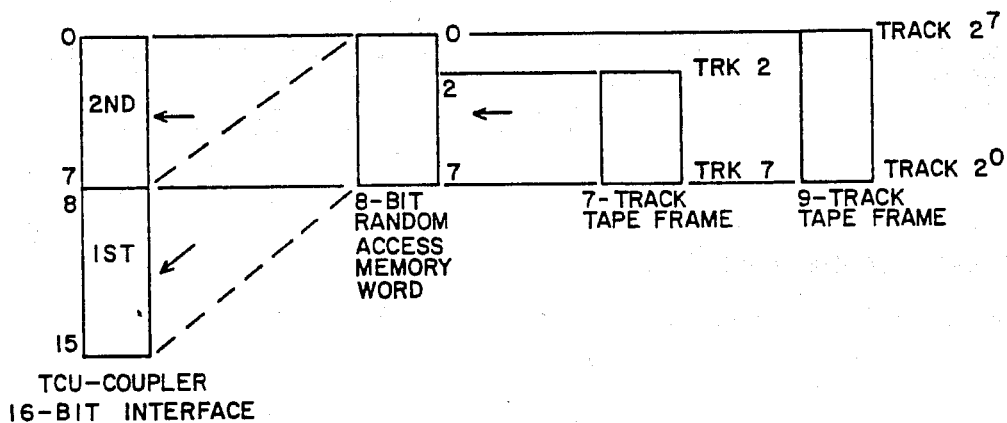 0
2ND
7
8
1ST
15
TCU-COUPLER
16-BIT INTERFACE
0
2
7
8-BIT
RANDOM
ACCESS
MEMORY
WORD
TRK 2
TRK 7
7-TRACK
TAPE FRAME
TRACK 2⁷
TRACK 2⁰
9-TRACK
TAPE FRAME